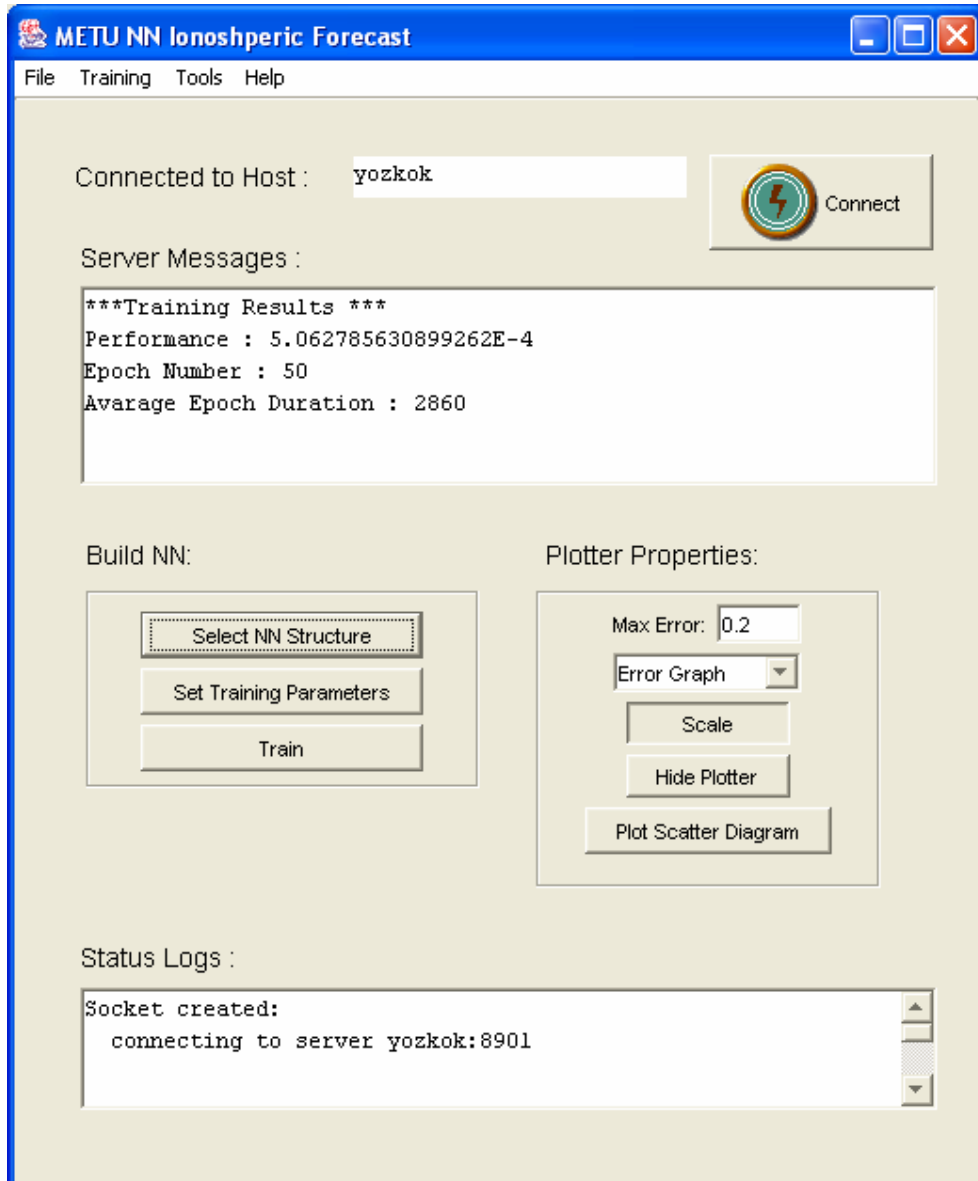 METU NN Ionoshperic Forecast
File Training Tools Help
Connected to Host : yozkok
Connect
Server Messages :
***Training Results ***
Performance : 5.062785630899262E-4
Epoch Number : 50
Avarage Epoch Duration : 2860
Build NN:
Select NN Structure
Set Training Parameters
Train
Plotter Properties:
Max Error: 0.2
Error Graph
Scale
Hide Plotter
Plot Scatter Diagram
Status Logs :
Socket created:
connecting to server yozkok:8901